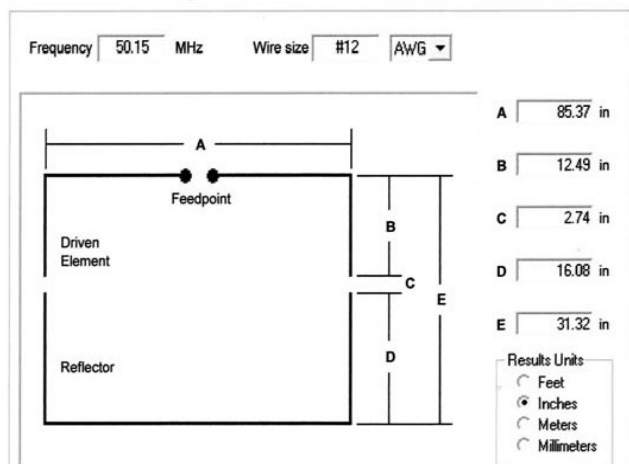 Frequency 50.15 MHz Wire size #12 AWG
A
Feedpoint
Driven
Element
B
C
E
D
Reflector
A 85.37 in
B 12.49 in
C 2.74 in
D 16.08 in
E 31.32 in
Results Units
Feet
Inches
Meters
Millimeters